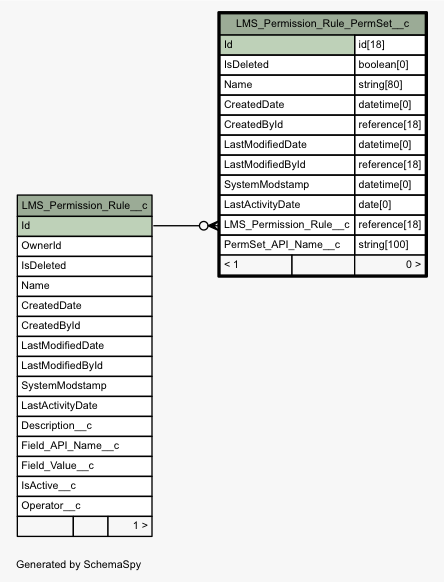 LMS_Permission_Rule_PermSet__c
Id id[18]
IsDeleted boolean[0]
Name string[80]
CreatedDate datetime[0]
CreatedById reference[18]
LastModifiedDate datetime[0]
LastModifiedById reference[18]
SystemModstamp datetime[0]
LastActivityDate date[0]
LMS_Permission_Rule__c reference[18]
PermSet_API_Name__c string[100]
< 1 0 >
LMS_Permission_Rule__c
Id
OwnerId
IsDeleted
Name
CreatedDate
CreatedById
LastModifiedDate
LastModifiedById
SystemModstamp
LastActivityDate
Description__c
Field_API_Name__c
Field_Value__c
IsActive__c
Operator__c
1 >
Generated by SchemaSpy